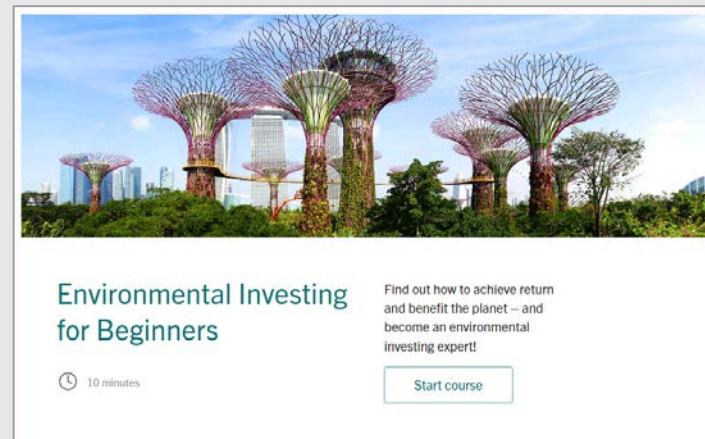 Environmental Investing
for Beginners
10 minutes
Find out how to achieve return
and benefit the planet – and
become an environmental
investing expert!
Start course